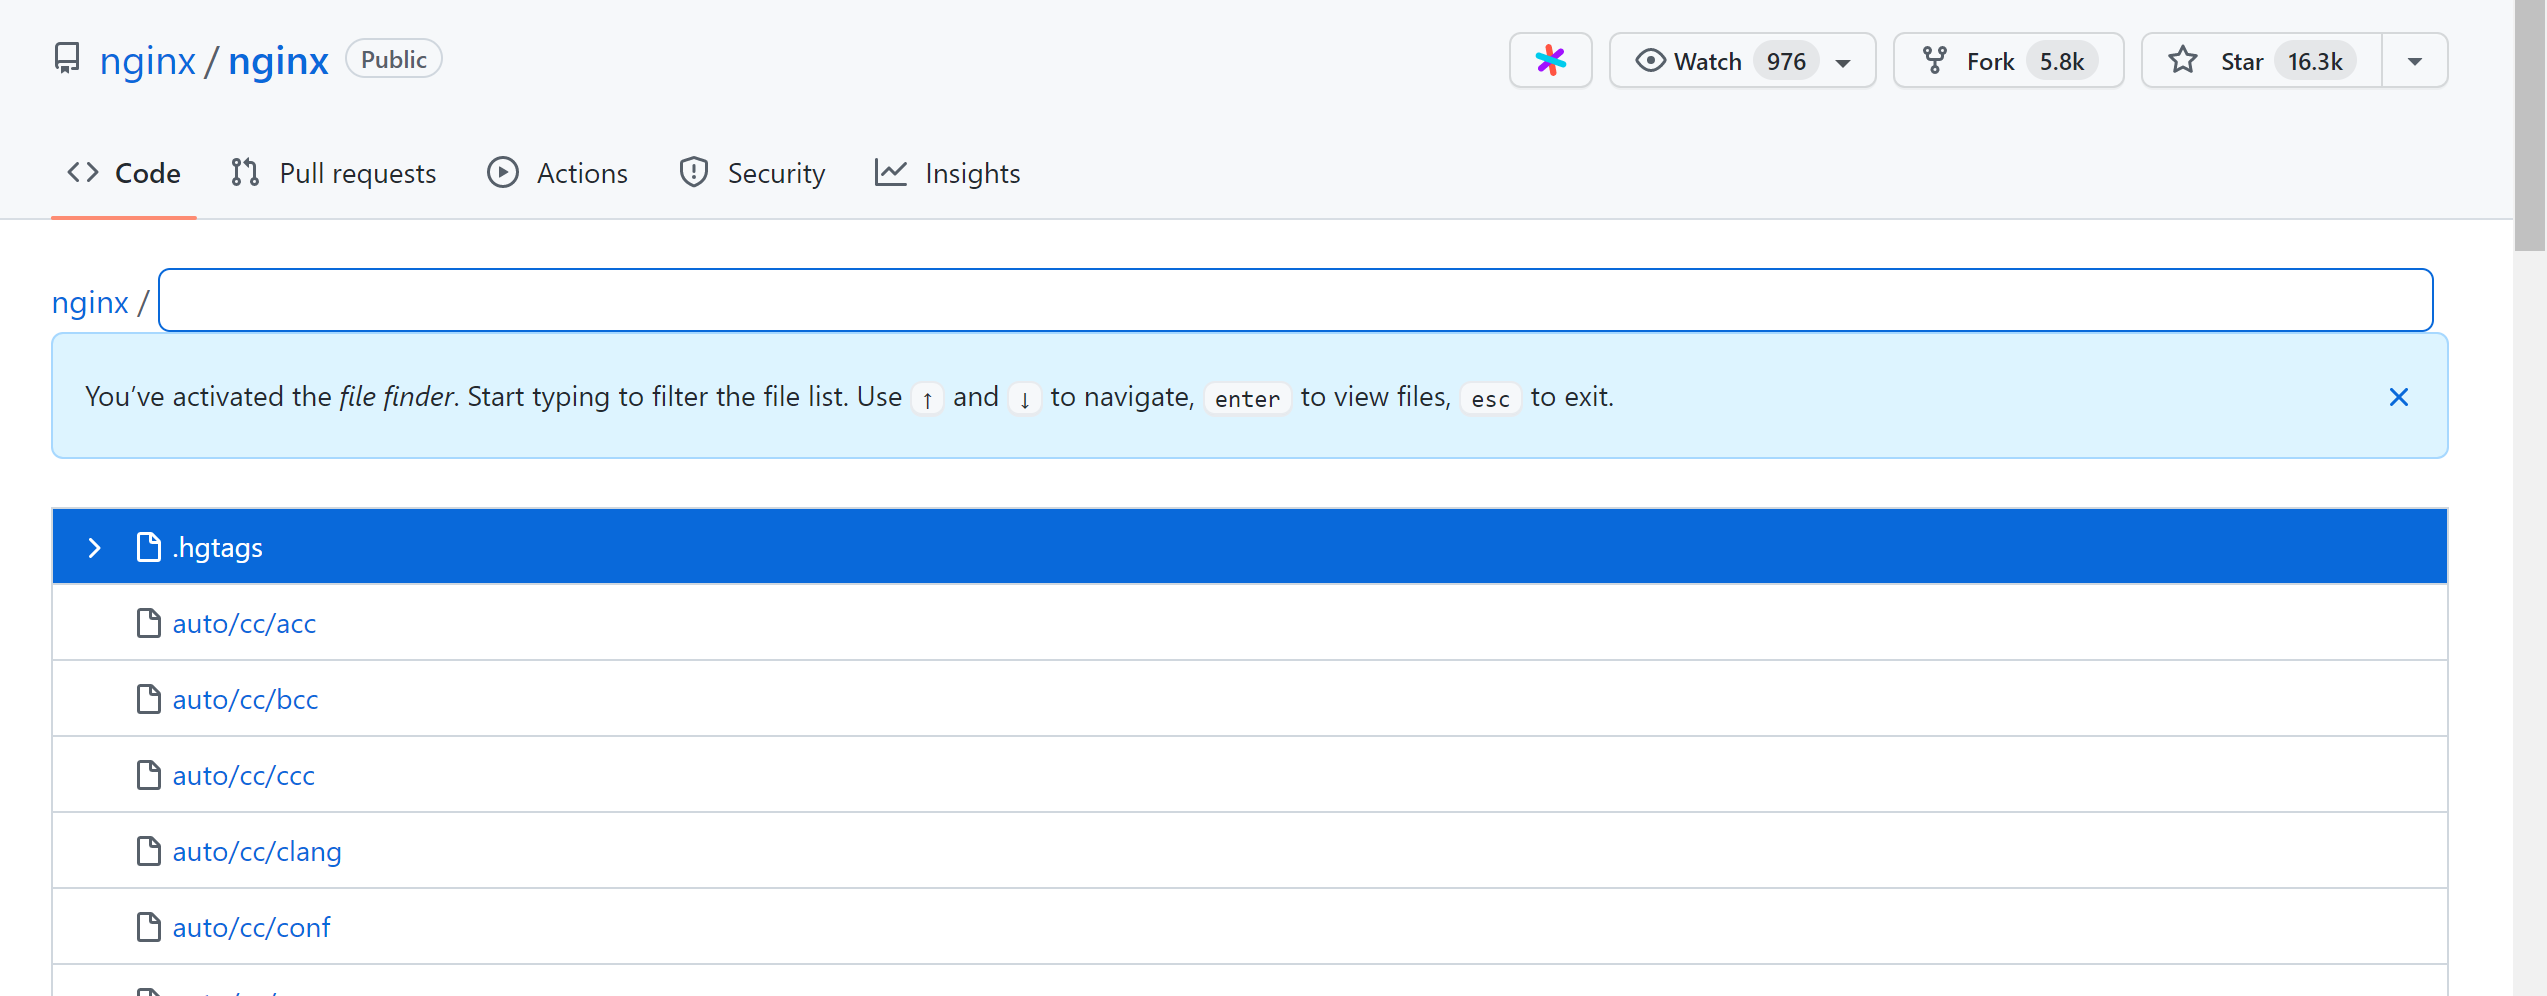 nginx / nginx Public
Watch 976 Fork 5.8k Star 16.3k
Code Pull requests Actions Security Insights
nginx /
You’ve activated the file finder. Start typing to filter the file list. Use ↑ and ↓ to navigate, enter to view files, esc to exit.
.hgtags
auto/cc/acc
auto/cc/bcc
auto/cc/ccc
auto/cc/clang
auto/cc/conf